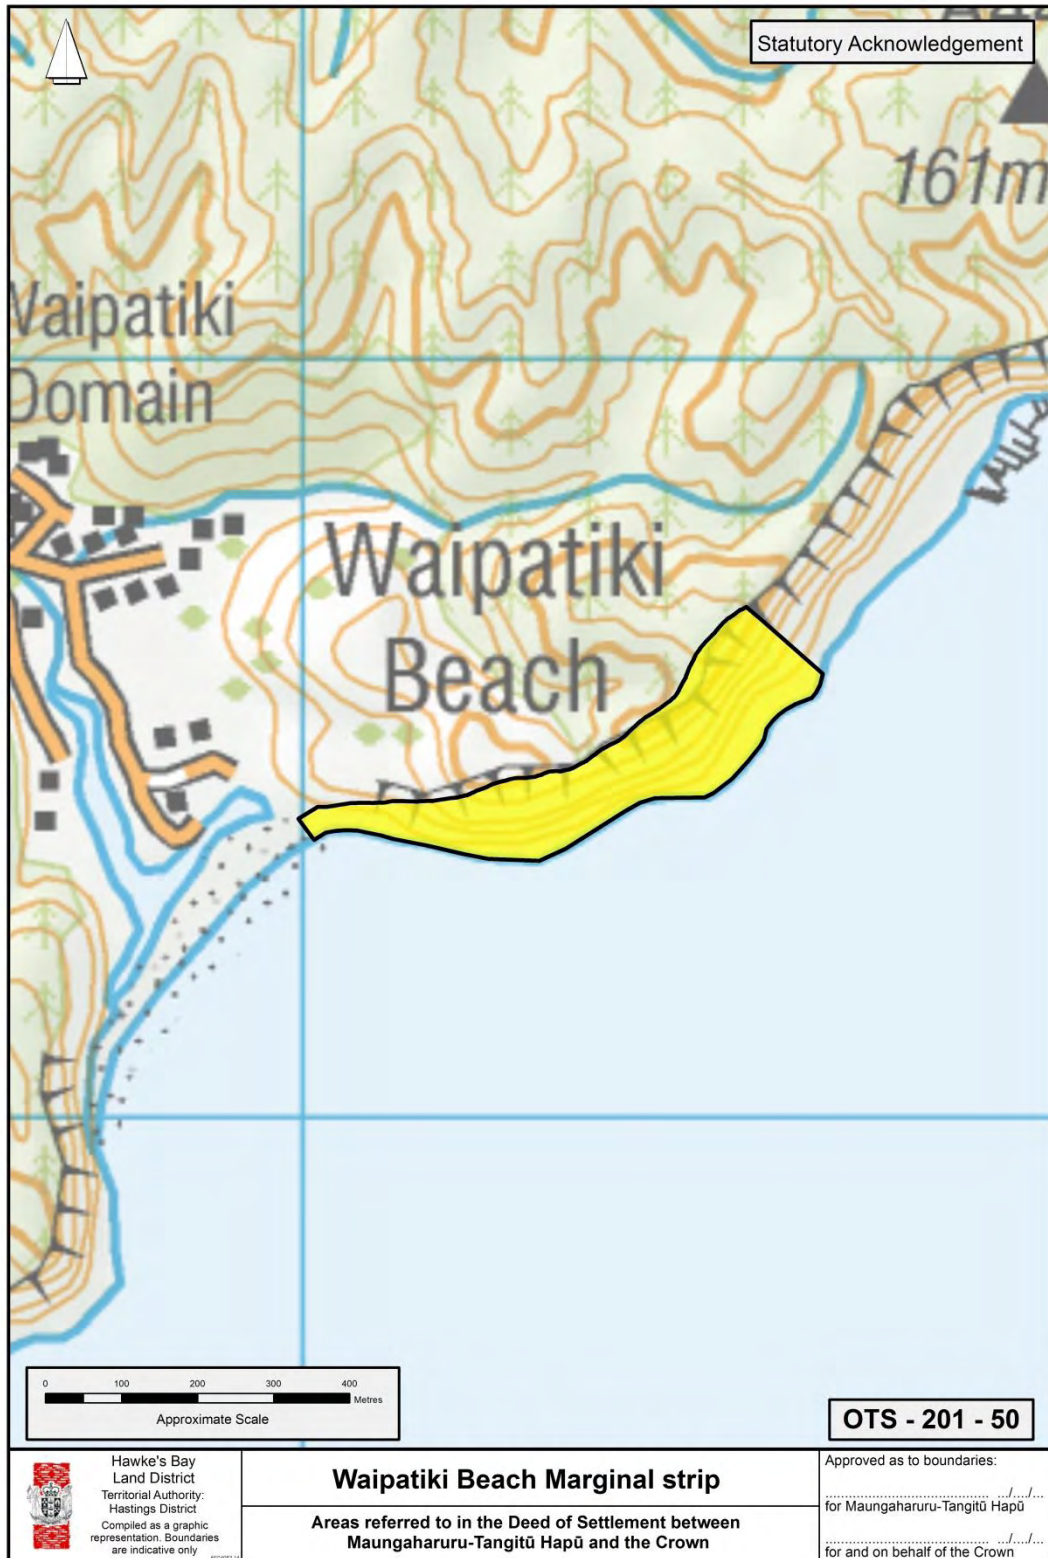 Statutory Acknowledgement
161m
Domain
Waipatiki
Beach
0 100 200 300 400
Metres
Approximate Scale
OTS - 201 - 50
Hawke's Bay
Land District
Territorial Authority:
Hastings District
Compiled as a graphic
representation. Boundaries
are indicative only
Waipatiki Beach Marginal strip
Areas referred to in the Deed of Settlement between
Maungaharuru-Tangitū Hapū and the Crown
Approved as to boundaries:
.................................... .../.../...
for Maungaharuru-Tangitū Hapū
.................................... .../.../...
for and on behalf of the Crown